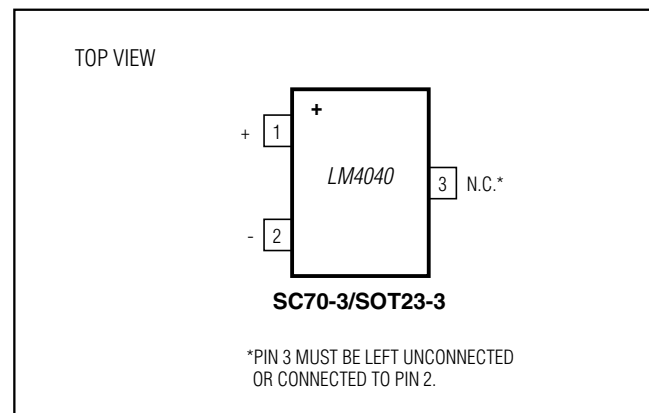 TOP VIEW
+
+ 1
LM4040
3 N.C.*
- 2
SC70-3/SOT23-3
*PIN 3 MUST BE LEFT UNCONNECTED
OR CONNECTED TO PIN 2.